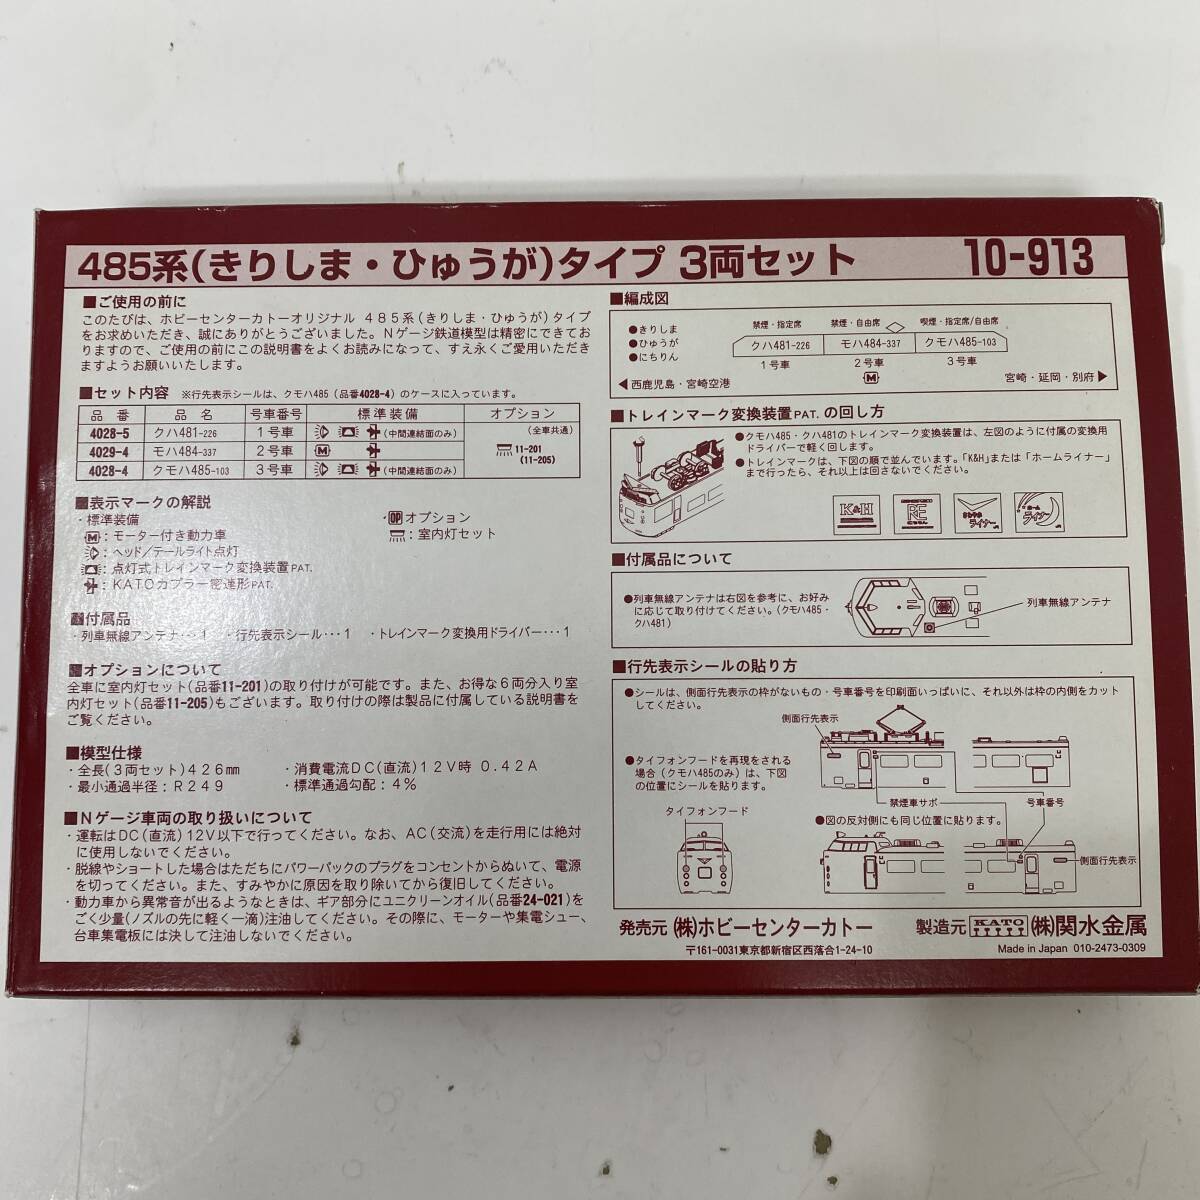 485系(きりしま・ひゅうが)タイプ 3両セット 10-913
■ご使用の前に
このたびは、ホビーセンターカトーオリジナル 485系(きりしま・ひゅうが)タイプ
をお求めいただき、誠にありがとうございました。Nゲージ鉄道模型は精密にできて
おりますので、ご使用の前にこの説明書をよくお読みになって、すえ永くご愛用いただき
ますようお願いいたします。
■セット内容 ※行先表示シールは、クモハ485(品番4028-4)のケースに入っています。
品 番 品 名 号車番号 標準装備 オプション
4028-5 クハ481-226 1号車 (中間連結面のみ) (全車共通)
4029-4 モハ484-337 2号車 M 11-201
(11-205)
4028-4 クモハ485-103 3号車 (中間連結面のみ)
■表示マークの解説
・標準装備
M:モーター付き動力車
:ヘッド/テールライト点灯
:点灯式トレインマーク変換装置PAT.
:KATOカプラー密連形PAT.
・OPオプション
:室内灯セット
■付属品
・列車無線アンテナ・・・1 ・行先表示シール・・・1 ・トレインマーク変換用ドライバー・・・1
■オプションについて
全車に室内灯セット(品番11-201)の取り付けが可能です。また、お得な6両分入り室
内灯セット(品番11-205)もございます。取り付けの際は製品に付属している説明書を
ご覧ください。
■模型仕様
・全長(3両セット)426mm ・消費電流DC(直流)12V時 0.42A
・最小通過半径:R249 ・標準通過勾配:4%
■Nゲージ車両の取り扱いについて
・運転はDC(直流)12V以下で行ってください。なお、AC(交流)を走行用には絶対
に使用しないでください。
・脱線やショートした場合はただちにパワーパックのプラグをコンセントからぬいて、電源
を切ってください。また、すみやかに原因を取り除いてから復旧してください。
・動力車から異常音が出るようなときは、ギア部分にユニクリーンオイル(品番24-021)を
ごく少量(ノズルの先に軽く一滴)注油してください。その際に、モーターや集電シュー、
台車集電板には決して注油しないでください。
■編成図
●きりしま
●ひゅうが
●にちりん
禁煙・指定席 禁煙・自由席 喫煙・指定席/自由席
クハ481-226 モハ484-337 クモハ485-103
1号車 2号車 3号車
M
◀西鹿児島・宮崎空港 宮崎・延岡・別府▶
■トレインマーク変換装置PAT. の回し方
●クモハ485・クハ481のトレインマーク変換装置は、左図のように付属の変換用
ドライバーで軽く回します。
●トレインマークは、下図の順で並んでいます。「K&H」または「ホームライナー」
まで行ったら、それ以上は回さないでください。
K&H
RE
にちりん
さわやか
ライナー
ホーム
ライナー
■付属品について
●列車無線アンテナは右図を参考に、お好み
に応じて取り付けてください。(クモハ485・
クハ481)
列車無線アンテナ
■行先表示シールの貼り方
●シールは、側面行先表示の枠がないもの・号車番号を印刷面いっぱいに、それ以外は枠の内側をカット
してください。
側面行先表示
●タイフォンフードを再現をされる
場合(クモハ485のみ)は、下図
の位置にシールを貼ります。
タイフォンフード
禁煙車サボ 号車番号
●図の反対側にも同じ位置に貼ります。
側面行先表示
発売元 (株)ホビーセンターカトー 製造元 KATO (株)関水金属
〒161-0031東京都新宿区西落合1-24-10 Made in Japan 010-2473-0309